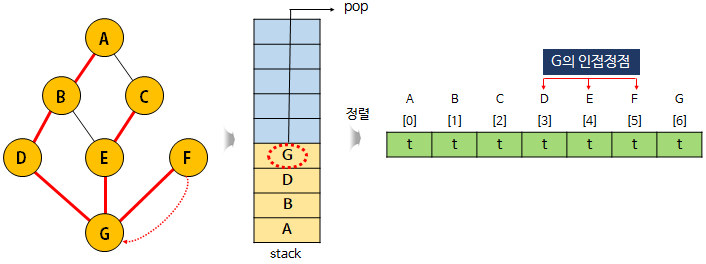 A
B
C
D
E
F
G
pop
G
D
B
A
stack
정렬
G의 인접정점
A B C D E F G
[0] [1] [2] [3] [4] [5] [6]
t t t t t t t